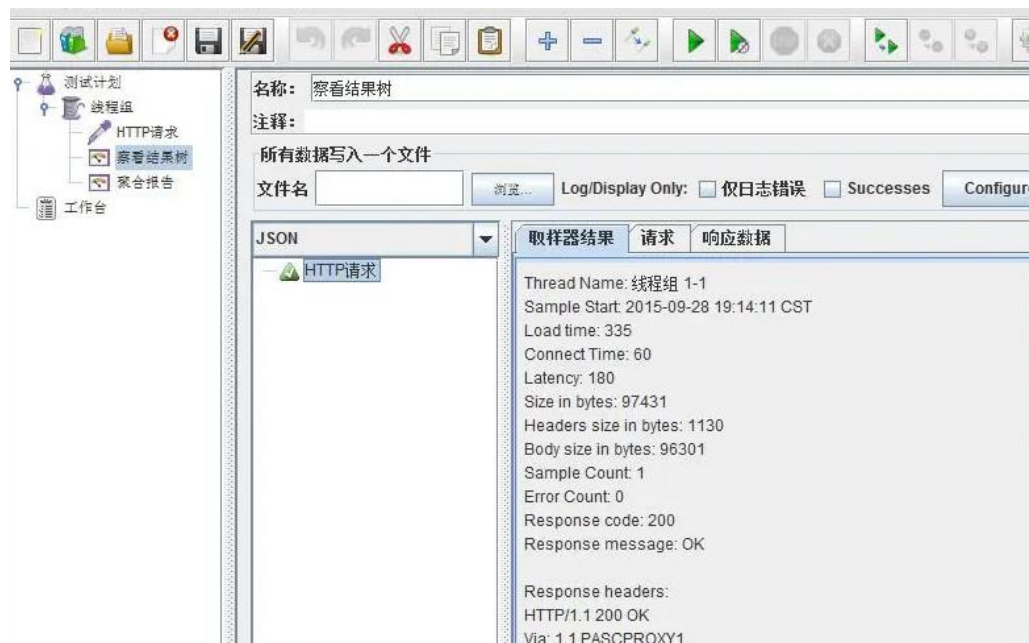 测试计划
线程组
HTTP请求
察看结果树
聚合报告
工作台
名称： 察看结果树
注释：
所有数据写入一个文件
文件名 浏览... Log/Display Only: 仅日志错误 Successes Configure
JSON
HTTP请求
取样器结果 请求 响应数据
Thread Name: 线程组 1-1
Sample Start: 2015-09-28 19:14:11 CST
Load time: 335
Connect Time: 60
Latency: 180
Size in bytes: 97431
Headers size in bytes: 1130
Body size in bytes: 96301
Sample Count: 1
Error Count: 0
Response code: 200
Response message: OK
Response headers:
HTTP/1.1 200 OK
Via: 1.1 PASCPROXY1